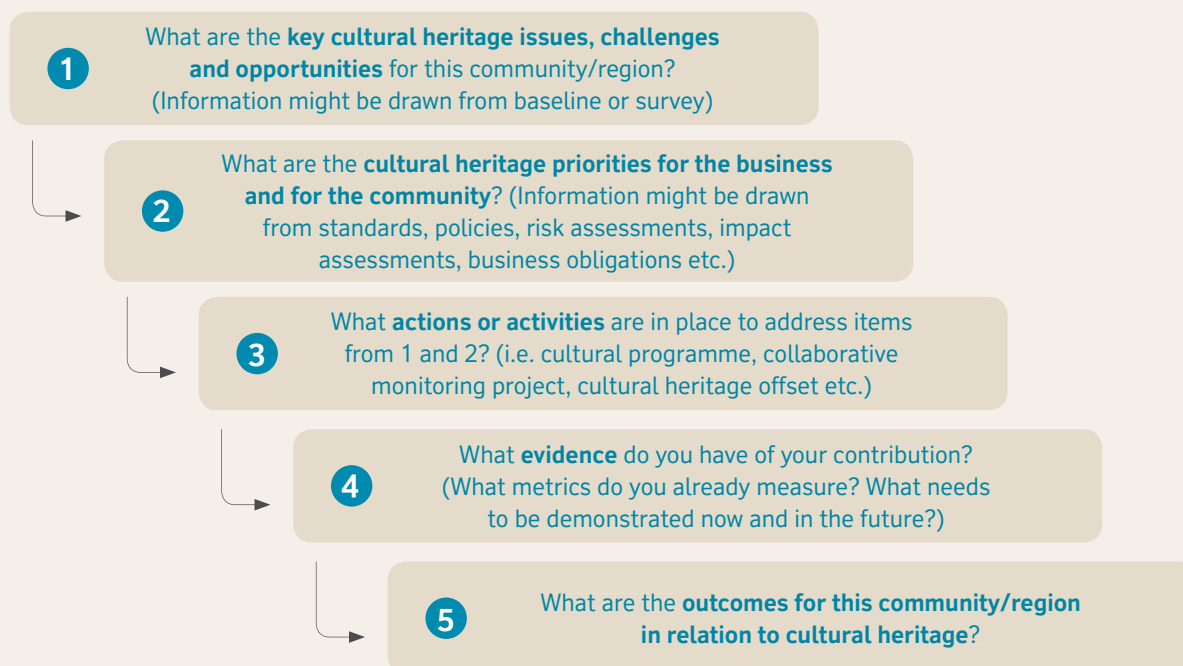 1
What are the key cultural heritage issues, challenges
and opportunities for this community/region?
(Information might be drawn from baseline or survey)
2
What are the cultural heritage priorities for the business
and for the community? (Information might be drawn
from standards, policies, risk assessments, impact
assessments, business obligations etc.)
3
What actions or activities are in place to address items
from 1 and 2? (i.e. cultural programme, collaborative
monitoring project, cultural heritage offset etc.)
4
What evidence do you have of your contribution?
(What metrics do you already measure? What needs
to be demonstrated now and in the future?)
5
What are the outcomes for this community/region
in relation to cultural heritage?